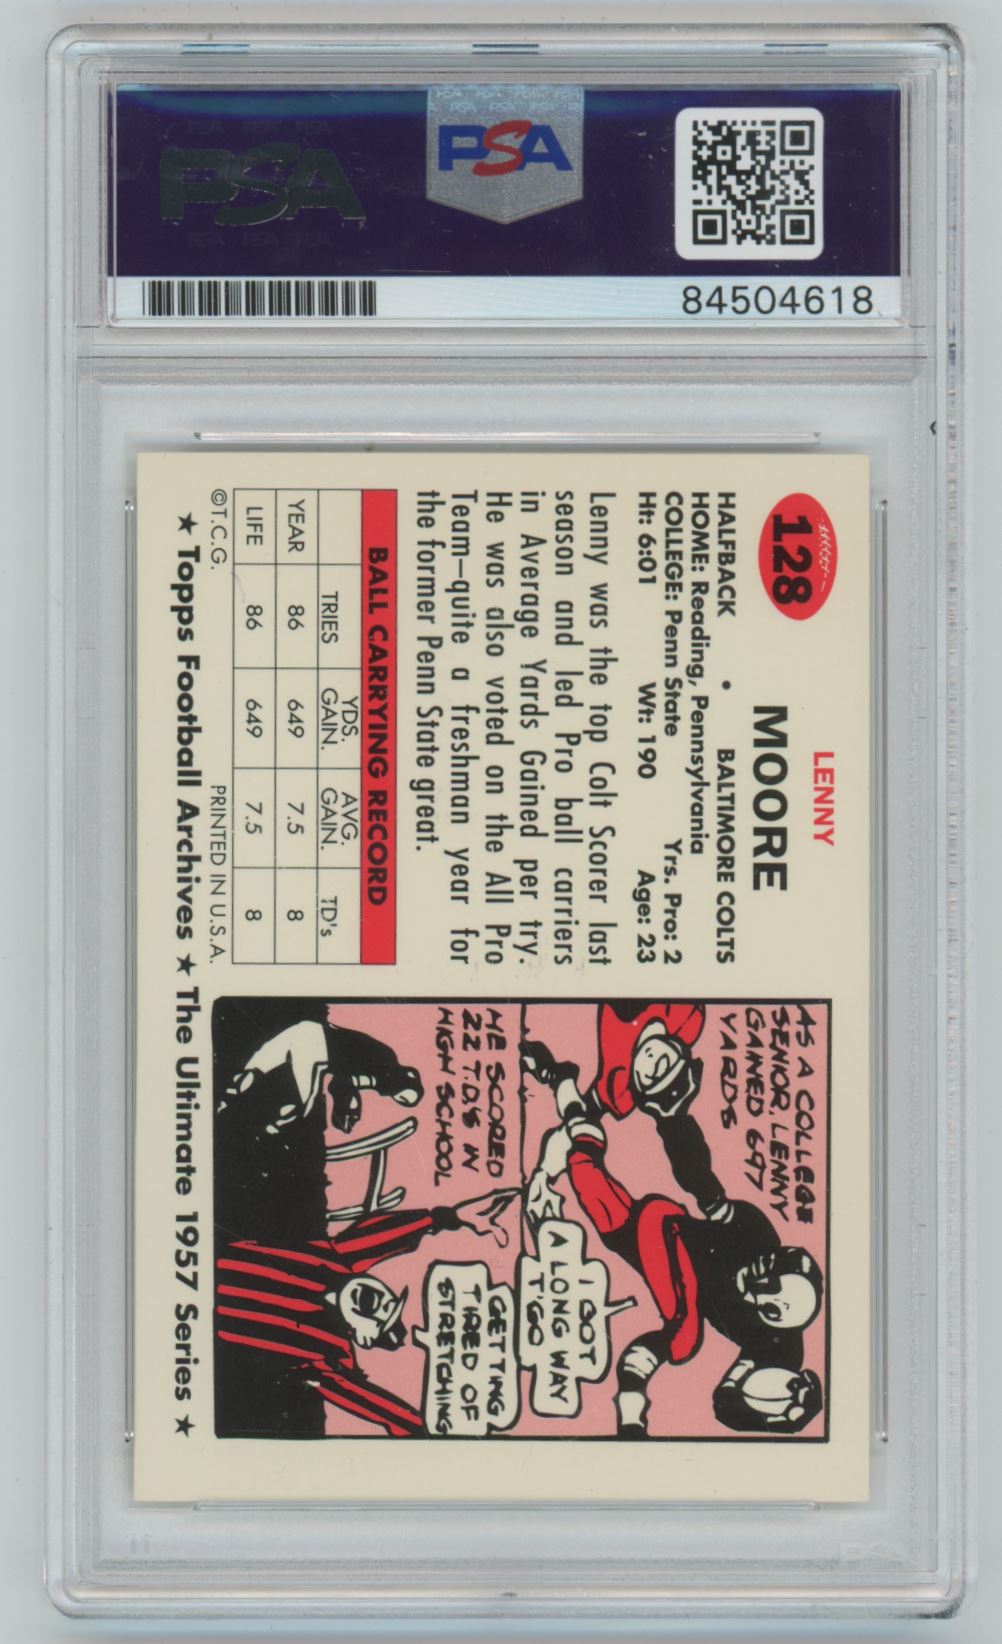 PSA
PSA
84504618
128
LENNY
MOORE
HALFBACK • BALTIMORE COLTS
HOME: Reading, Pennsylvania
COLLEGE: Penn State Yrs. Pro: 2
Ht: 6:01 Wt: 190 Age: 23
Lenny was the top Colt Scorer last
season and led Pro ball carriers
in Average Yards Gained per try.
He was also voted on the All Pro
Team—quite a freshman year for
the former Penn State great.
BALL CARRYING RECORD
TRIES YDS. GAIN. AVG. GAIN. TD's
YEAR 86 649 7.5 8
LIFE 86 649 7.5 8
©T.C.G. PRINTED IN U.S.A.
★ Topps Football Archives ★ The Ultimate 1957 Series ★
AS A COLLEGE
SENIOR, LENNY
GAINED 697
YARDS
I GOT
A LONG WAY
T'GO
HE SCORED
22 T.D.'S IN
HIGH SCHOOL
GETTING
TIRED OF
STRETCHING